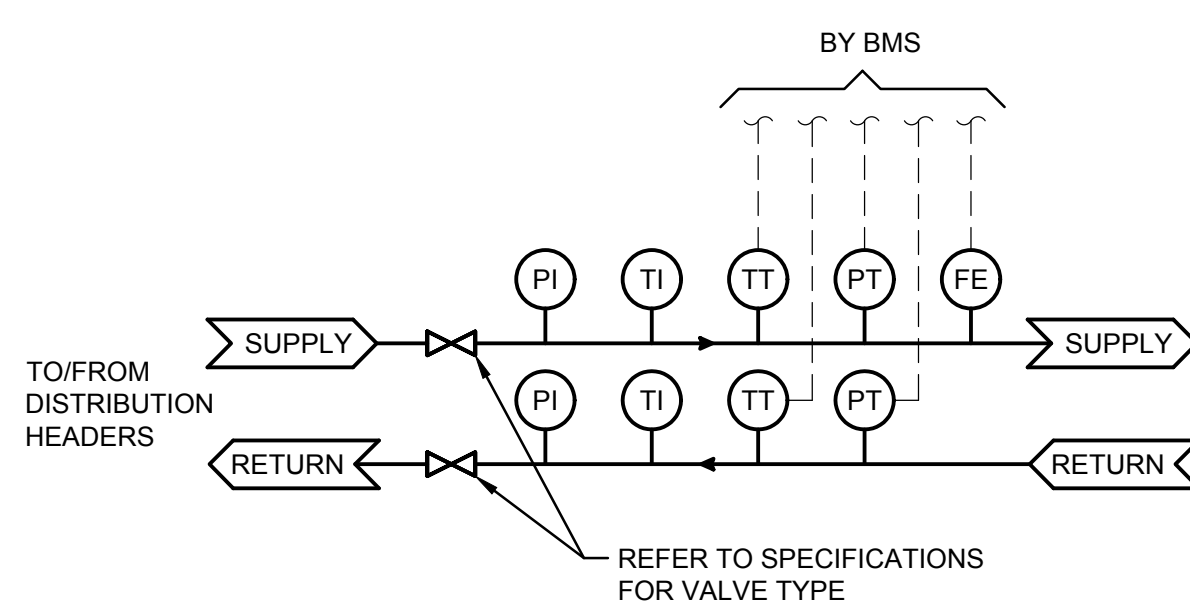 BY BMS
PI
TI
TT
PT
FE
SUPPLY
SUPPLY
TO/FROM
DISTRIBUTION
HEADERS
PI
TI
TT
PT
RETURN
RETURN
REFER TO SPECIFICATIONS
FOR VALVE TYPE